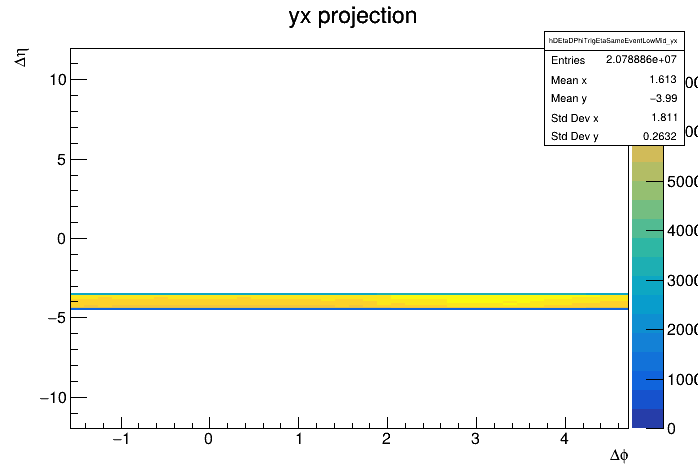 yx projection
hDEtaDPhiTrigEtaSameEventLowMid_yx
Entries 2.078886e+07
Mean x 1.613
Mean y −3.99
Std Dev x 1.811
Std Dev y 0.2632
Δη
10
5
0
−5
−10
−1 0 1 2 3 4
Δϕ
5000
4000
3000
2000
1000
0